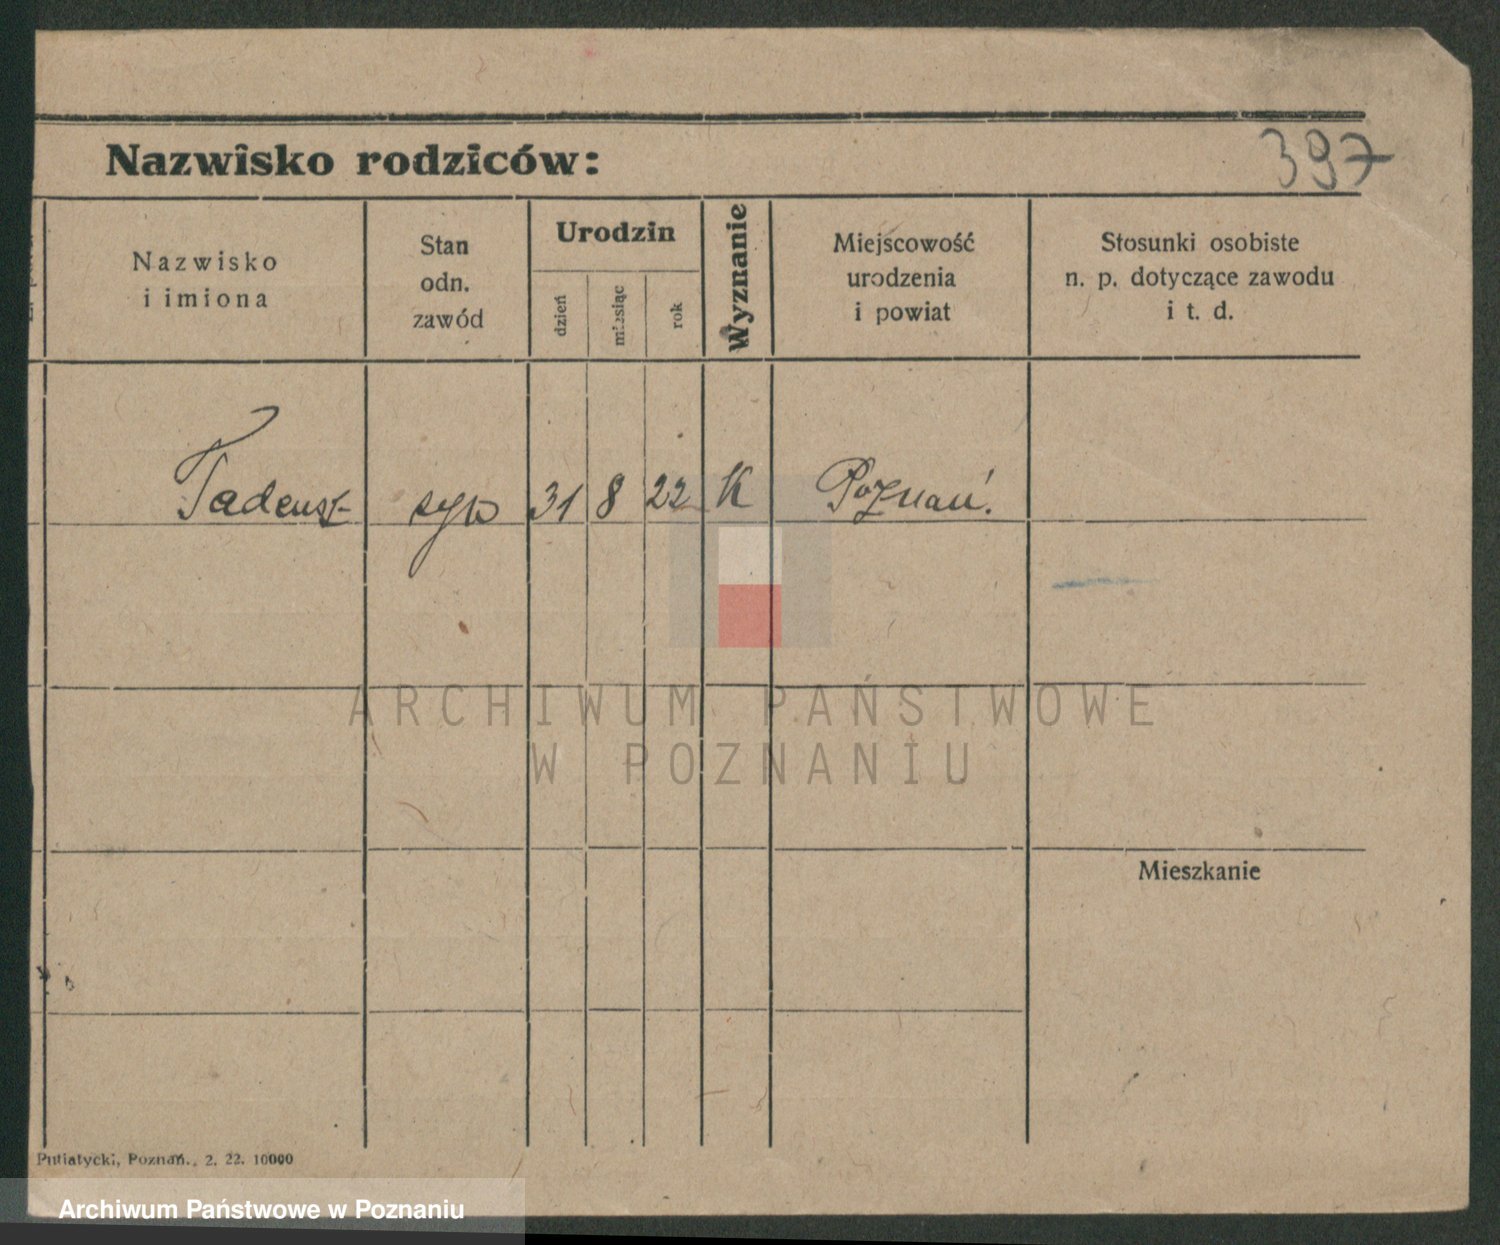 397
Nazwisko rodziców:
Nazwisko
i imiona
Stan
odn.
zawód
Urodzin
dzień
miesiąc
rok
Wyznanie
Miejscowość
urodzenia
i powiat
Stosunki osobiste
n. p. dotyczące zawodu
i t. d.
Tadeusz syn 31 8 22 K Poznań.
ARCHIWUM PAŃSTWOWE
W POZNANIU
Mieszkanie
Putiatycki, Poznań., 2. 22. 10000
Archiwum Państwowe w Poznaniu